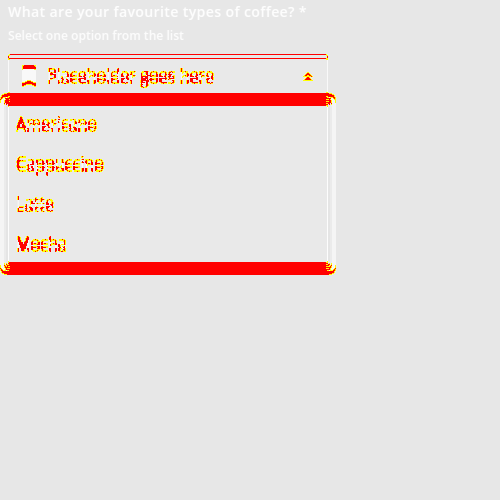 What are your favourite types of coffee? *
Select one option from the list
Placeholder goes here
Americano
Cappuccino
Latte
Mocha